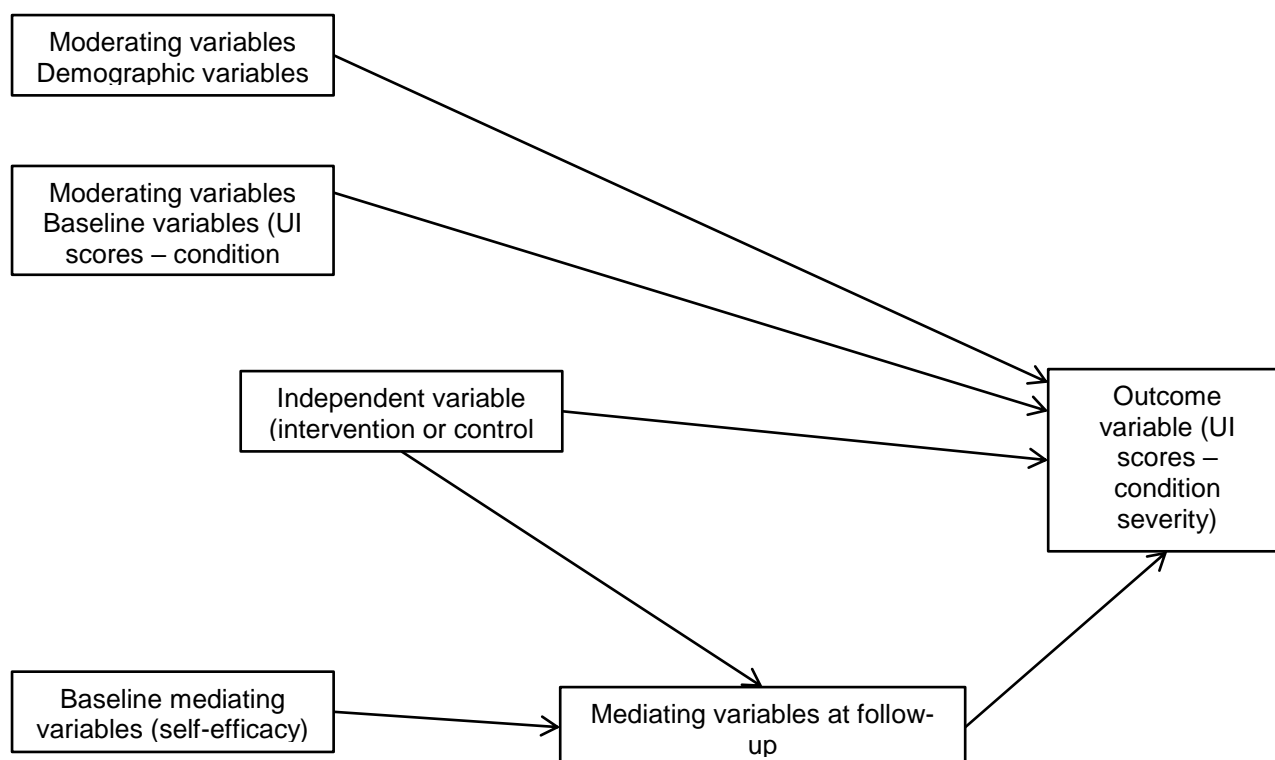 Moderating variables
Demographic variables
Moderating variables
Baseline variables (UI
scores – condition
Independent variable
(intervention or control
Outcome
variable (UI
scores –
condition
severity)
Baseline mediating
variables (self-efficacy)
Mediating variables at follow-
up